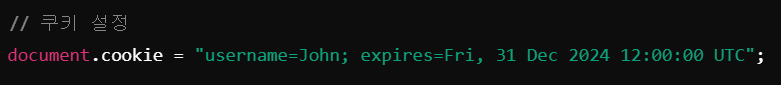 // 쿠키 설정
document.cookie = "username=John; expires=Fri, 31 Dec 2024 12:00:00 UTC";